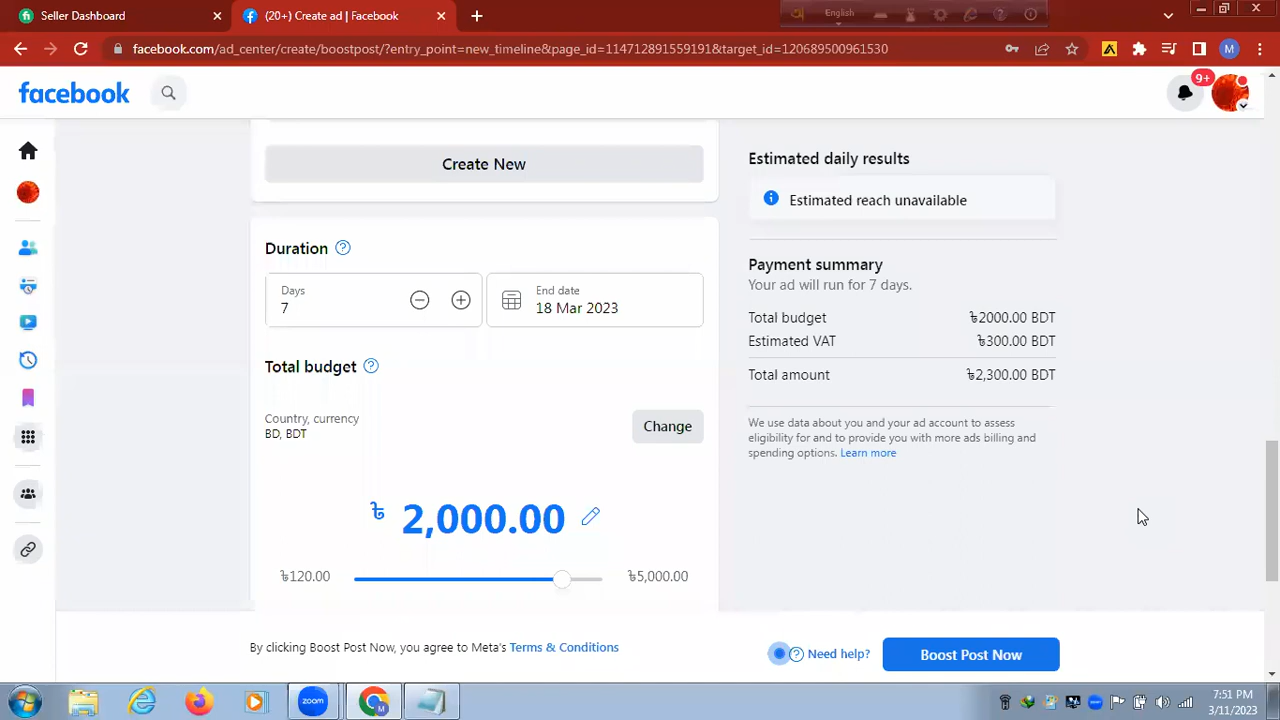 Seller Dashboard
(20+) Create ad | Facebook
English
facebook.com/ad_center/create/boostpost/?entry_point=new_timeline&page_id=114712891559191&target_id=120689500961530
M
facebook
9+
Create New
Duration
Days
7
End date
18 Mar 2023
Total budget
Country, currency
BD, BDT
Change
৳ 2,000.00
৳120.00
৳5,000.00
Estimated daily results
Estimated reach unavailable
Payment summary
Your ad will run for 7 days.
Total budget ৳2000.00 BDT
Estimated VAT ৳300.00 BDT
Total amount ৳2,300.00 BDT
We use data about you and your ad account to assess
eligibility for and to provide you with more ads billing and
spending options. Learn more
By clicking Boost Post Now, you agree to Meta's Terms & Conditions
Need help?
Boost Post Now
zoom
7:51 PM
3/11/2023